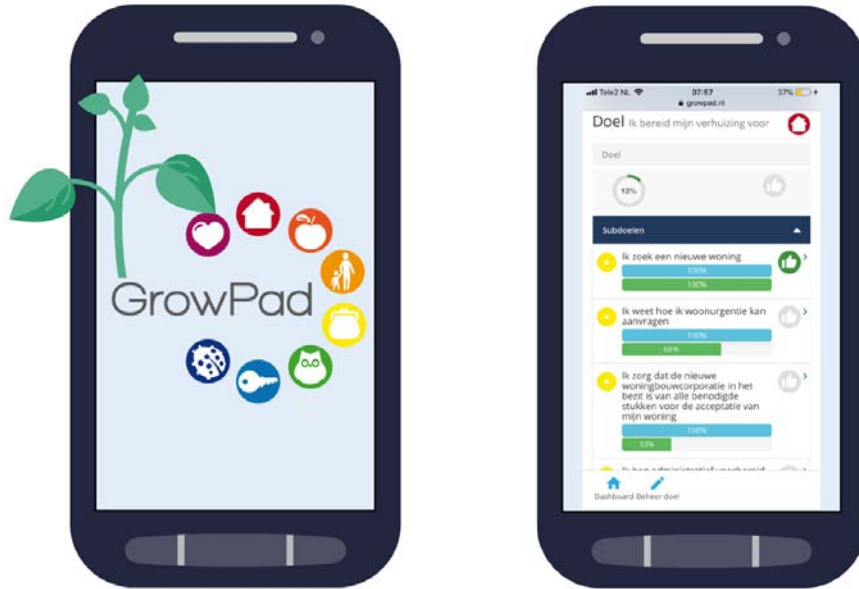 GrowPad
Tele2 NL 07:57 37%
growpad.nl
Doel Ik bereid mijn verhuizing voor
Doel
12%
Subdoelen
Ik zoek een nieuwe woning
100%
100%
Ik weet hoe ik woonurgentie kan
aanvragen
100%
66%
Ik zorg dat de nieuwe
woningbouwcorporatie in het
bezit is van alle benodigde
stukken voor de acceptatie van
mijn woning
100%
33%
Dashboard Beheer doel